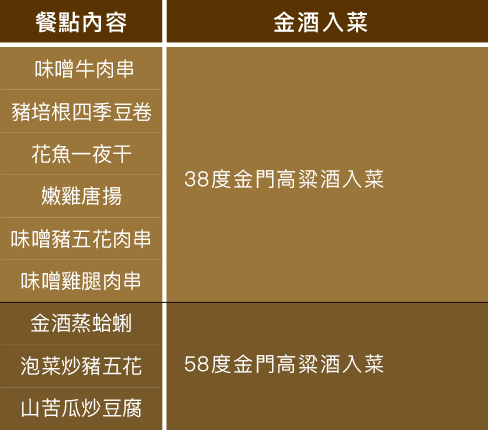 餐點內容 金酒入菜
味噌牛肉串
豬培根四季豆卷
花魚一夜干
嫩雞唐揚
味噌豬五花肉串
味噌雞腿肉串
38度金門高粱酒入菜
金酒蒸蛤蜊
泡菜炒豬五花
山苦瓜炒豆腐
58度金門高粱酒入菜